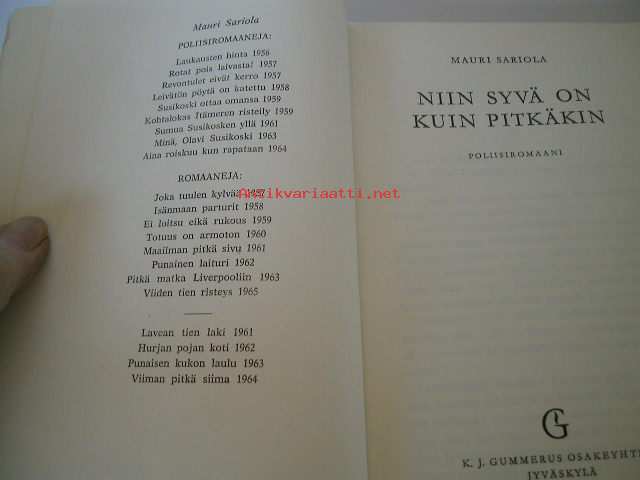 Mauri Sariola
POLIISIROMAANEJA:
Laukausten hinta 1956
Rotat pois laivasta! 1957
Revontulet eivät kerro 1957
Leivätön pöytä on katettu 1958
Susikoski ottaa omansa 1959
Kohtalokas Itämeren risteily 1959
Sumua Susikosken yllä 1961
Minä, Olavi Susikoski 1963
Aina roiskuu kun rapataan 1964
ROMAANEJA:
Joka tuulen kylvää 1957
Isänmaan parturit 1958
Ei loitsu eikä rukous 1959
Totuus on armoton 1960
Maailman pitkä sivu 1961
Punainen laituri 1962
Pitkä matka Liverpooliin 1963
Viiden tien risteys 1965
Lavean tien laki 1961
Hurjan pojan koti 1962
Punaisen kukon laulu 1963
Viiman pitkä siima 1964
Antikvariaatti.net
MAURI SARIOLA
NIIN SYVÄ ON
KUIN PITKÄKIN
POLIISIROMAANI
G
K. J. GUMMERUS OSAKEYHT
JYVÄSKYLÄ